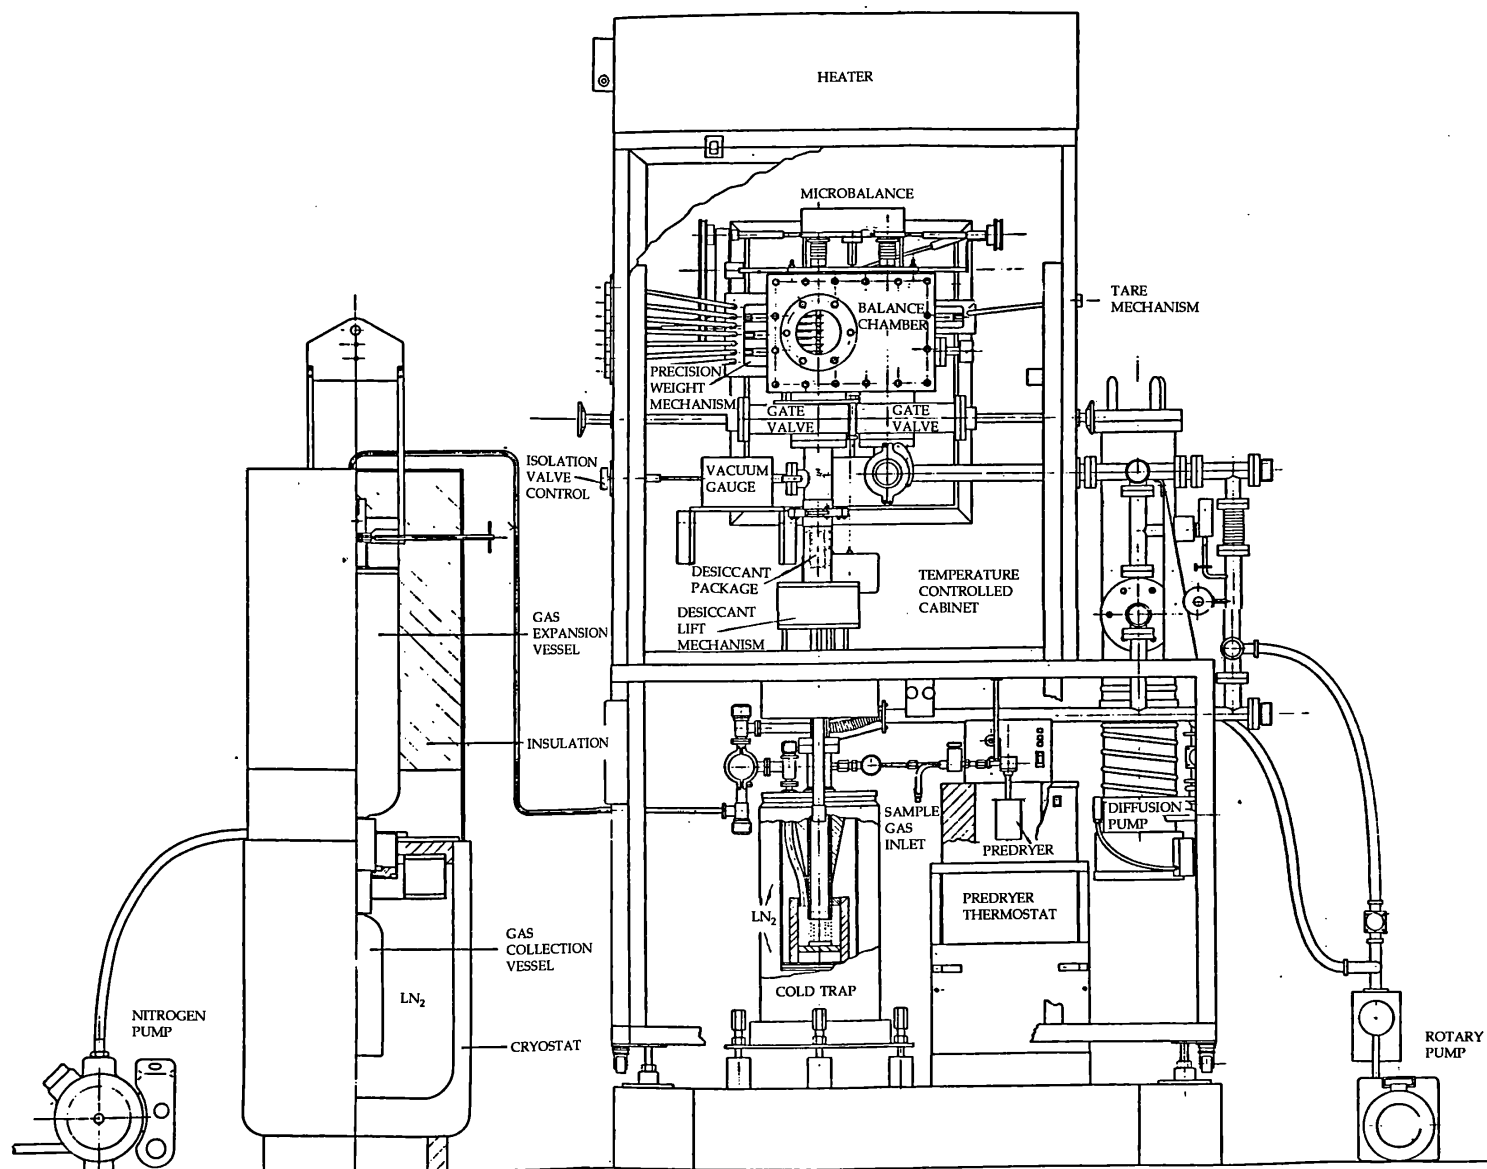 HEATER
MICROBALANCE
BALANCE
CHAMBER
TARE
MECHANISM
PRECISION
WEIGHT
MECHANISM
GATE
VALVE
GATE
VALVE
ISOLATION
VALVE
CONTROL
VACUUM
GAUGE
DESICCANT
PACKAGE
TEMPERATURE
CONTROLLED
CABINET
DESICCANT
LIFT
MECHANISM
GAS
EXPANSION
VESSEL
INSULATION
SAMPLE
GAS
INLET
PREDRYER
DIFFUSION
PUMP
PREDRYER
THERMOSTAT
LN₂
GAS
COLLECTION
VESSEL
LN₂
COLD TRAP
NITROGEN
PUMP
CRYOSTAT
ROTARY
PUMP